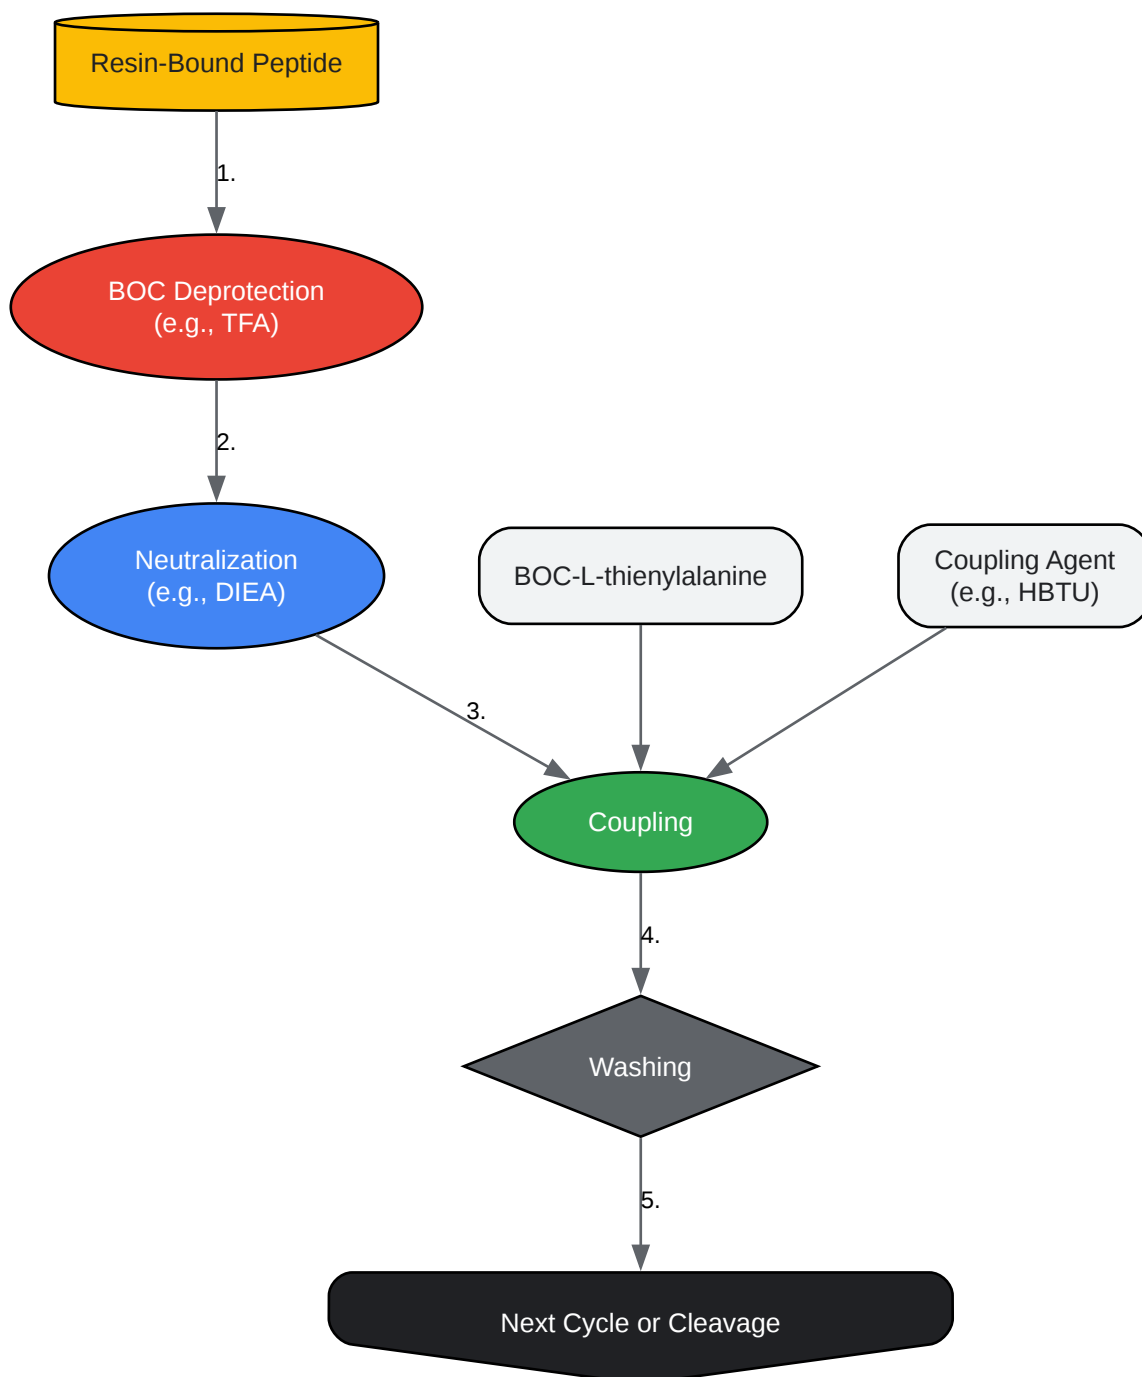 Resin-Bound Peptide
1.
BOC Deprotection
(e.g., TFA)
2.
Neutralization
(e.g., DIEA)
BOC-L-thienylalanine
Coupling Agent
(e.g., HBTU)
3.
Coupling
4.
Washing
5.
Next Cycle or Cleavage